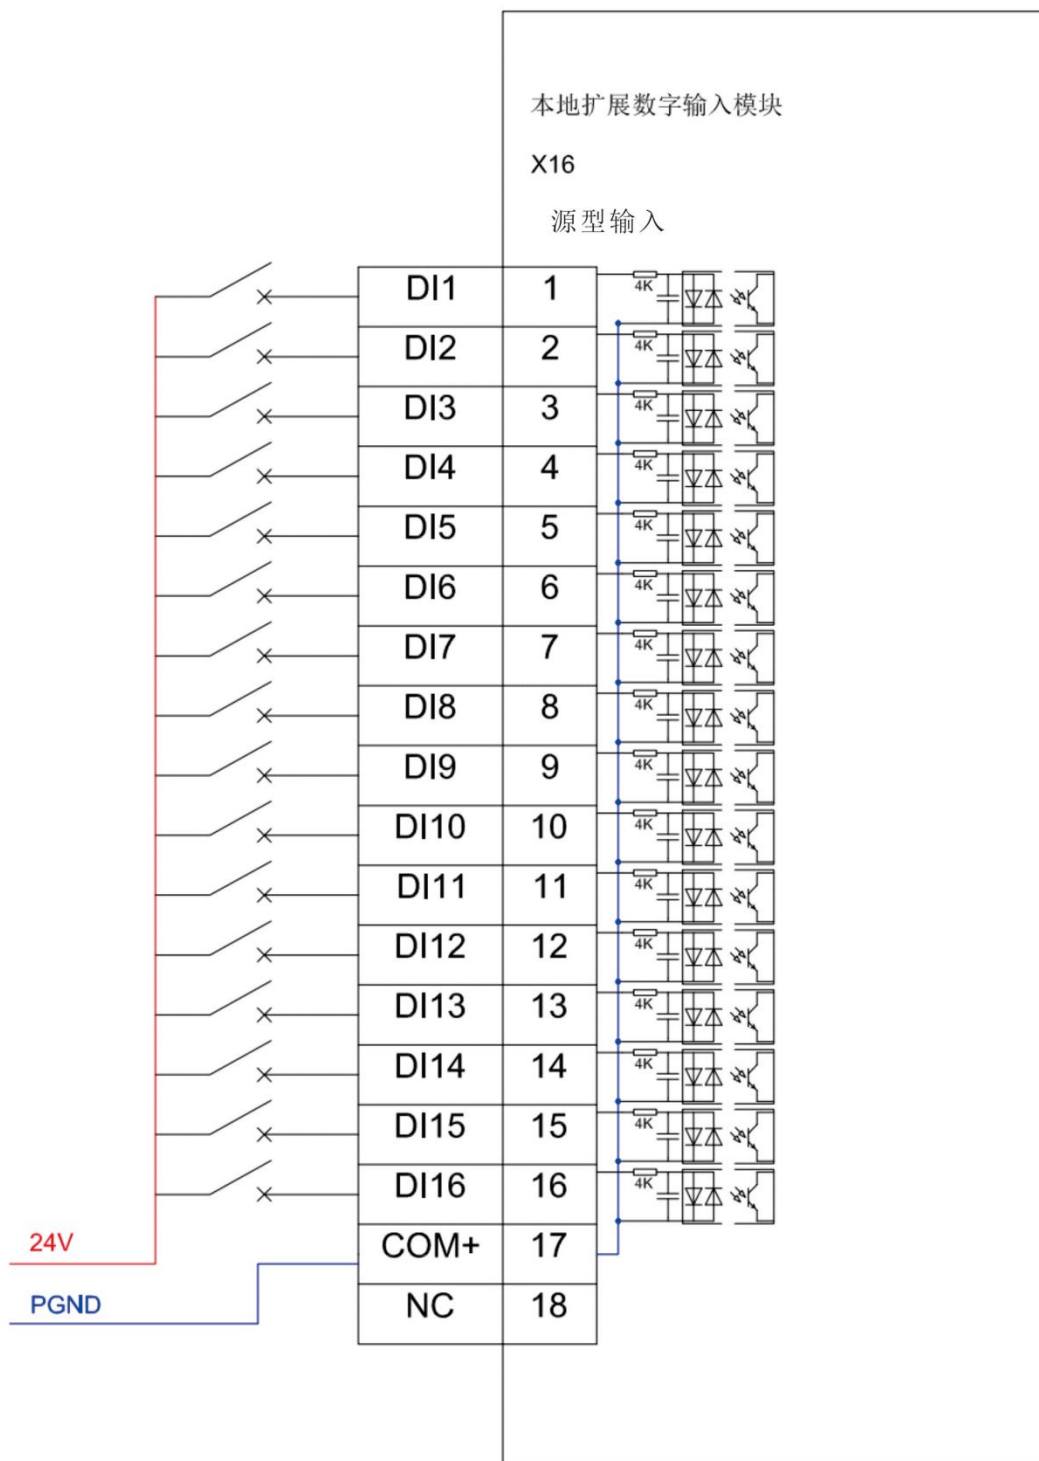 本地扩展数字输入模块
X16
源型输入
DI1 1 4K
DI2 2 4K
DI3 3 4K
DI4 4 4K
DI5 5 4K
DI6 6 4K
DI7 7 4K
DI8 8 4K
DI9 9 4K
DI10 10 4K
DI11 11 4K
DI12 12 4K
DI13 13 4K
DI14 14 4K
DI15 15 4K
DI16 16 4K
24V COM+ 17
PGND NC 18